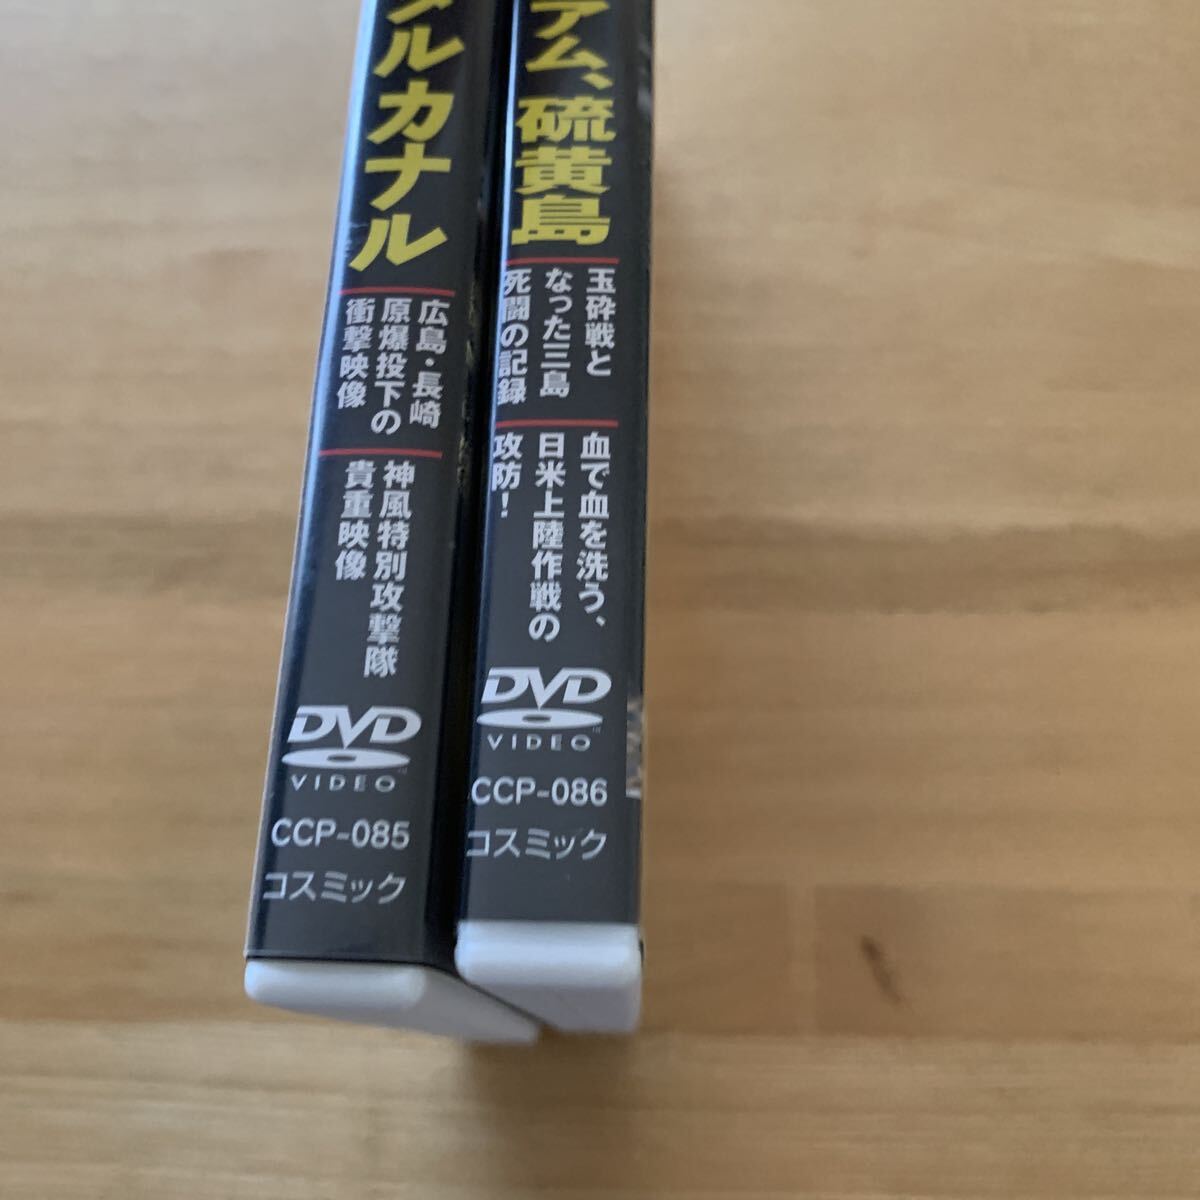 ルカナル
広島・長崎
原爆投下の
衝撃映像
神風特別攻撃隊
貴重映像
DVD
VIDEO
CCP-085
コスミック
アム、硫黄島
玉砕戦と
なった三島
死闘の記録
血で血を洗う、
日米上陸作戦の
攻防!
DVD
VIDEO
CCP-086
コスミック